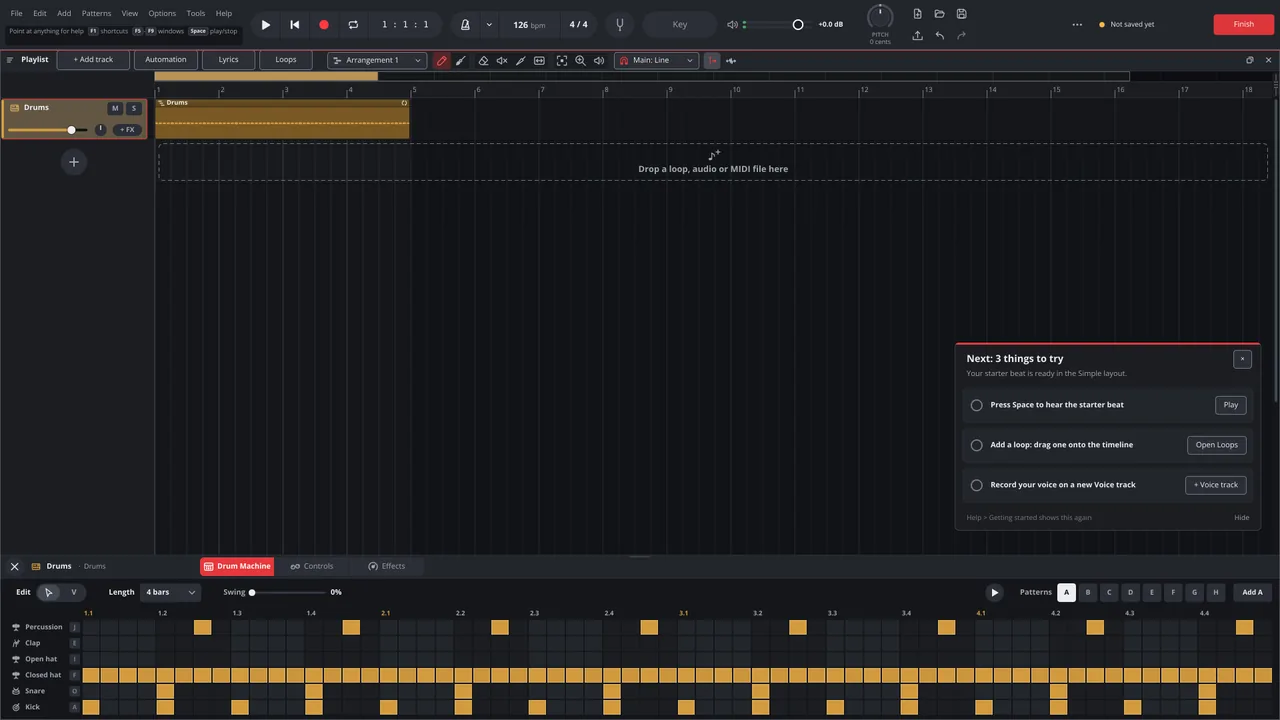 File Edit Add Patterns View Options Tools Help
Point at anything for help F1 shortcuts F5 - F9 windows Space play/stop
1 : 1 : 1
126 bpm
4 / 4
Key
+0.0 dB
PITCH
0 cents
Not saved yet
Finish
Playlist
+ Add track
Automation
Lyrics
Loops
Arrangement 1
Main: Line
1 2 3 4 5 6 7 8 9 10 11 12 13 14 15 16 17 18
Drums
M S
+ FX
Drums
Drop a loop, audio or MIDI file here
Next: 3 things to try
Your starter beat is ready in the Simple layout.
Press Space to hear the starter beat
Play
Add a loop: drag one onto the timeline
Open Loops
Record your voice on a new Voice track
+ Voice track
Help > Getting started shows this again
Hide
Drums · Drums
Drum Machine
Controls
Effects
Edit
V
Length
4 bars
Swing
0%
Patterns
A B C D E F G H
Add A
1.1 1.2 1.3 1.4 2.1 2.2 2.3 2.4 3.1 3.2 3.3 3.4 4.1 4.2 4.3 4.4
Percussion J
Clap E
Open hat I
Closed hat F
Snare O
Kick A